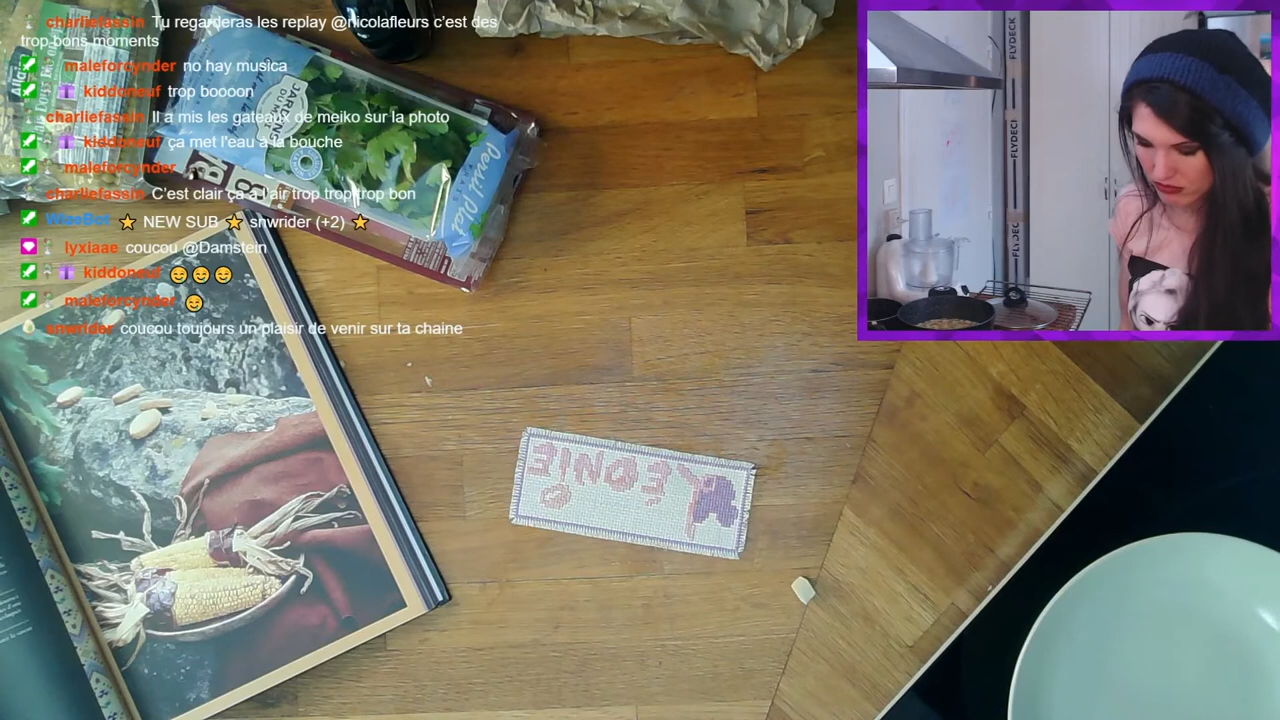 charliefassin Tu regarderas les replay @nicolafleurs c'est des
trop bons moments
maleforcynder no hay musica
kiddoneuf trop boooon
charliefassin Il a mis les gateaux de meiko sur la photo
kiddoneuf ça met l'eau à la bouche
maleforcynder
charliefassin C'est clair ça à l'air trop trop trop bon
WizeBot ⭐ NEW SUB ⭐ snwrider (+2) ⭐
lyxiaae coucou @Damstein
kiddoneuf 😊😊😊
maleforcynder 😊
snwrider coucou toujours un plaisir de venir sur ta chaine
Persil Plat
LEONIE
FLYDECK
FLYDECK
FLYDEC